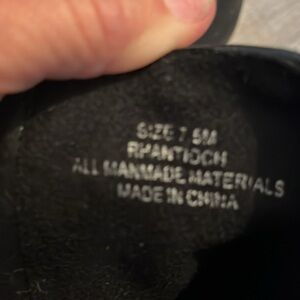 SIZE 7.5M
RHANTIOCH
ALL MANMADE MATERIALS
MADE IN CHINA